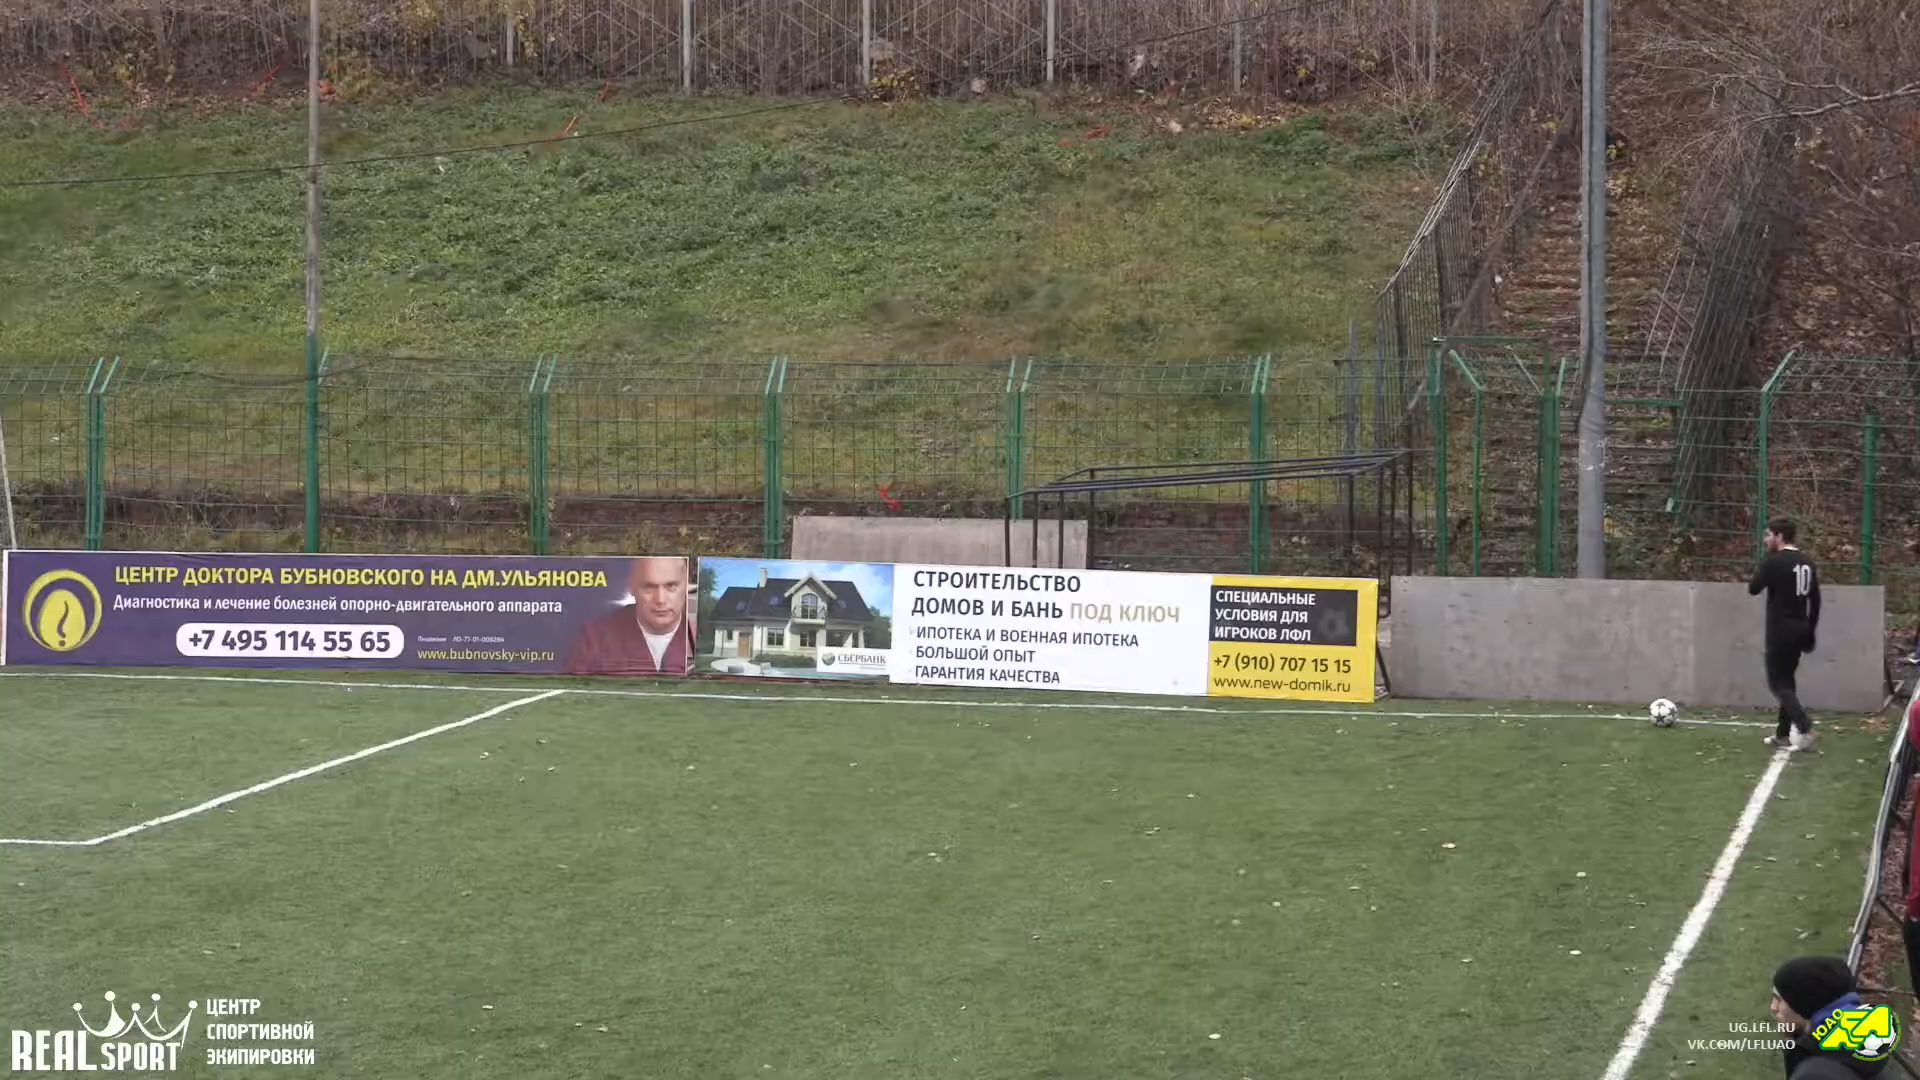 ЦЕНТР ДОКТОРА БУБНОВСКОГО НА ДМ.УЛЬЯНОВА
Диагностика и лечение болезней опорно-двигательного аппарата
+7 495 114 55 65
www.bubnovsky-vip.ru
СБЕРБАНК
СТРОИТЕЛЬСТВО
ДОМОВ И БАНЬ ПОД КЛЮЧ
ИПОТЕКА И ВОЕННАЯ ИПОТЕКА
БОЛЬШОЙ ОПЫТ
ГАРАНТИЯ КАЧЕСТВА
СПЕЦИАЛЬНЫЕ
УСЛОВИЯ ДЛЯ
ИГРОКОВ ЛФЛ
+7 (910) 707 15 15
www.new-domik.ru
10
REAL SPORT
ЦЕНТР
СПОРТИВНОЙ
ЭКИПИРОВКИ
UG.LFL.RU
VK.COM/LFLUAO
ЮАО